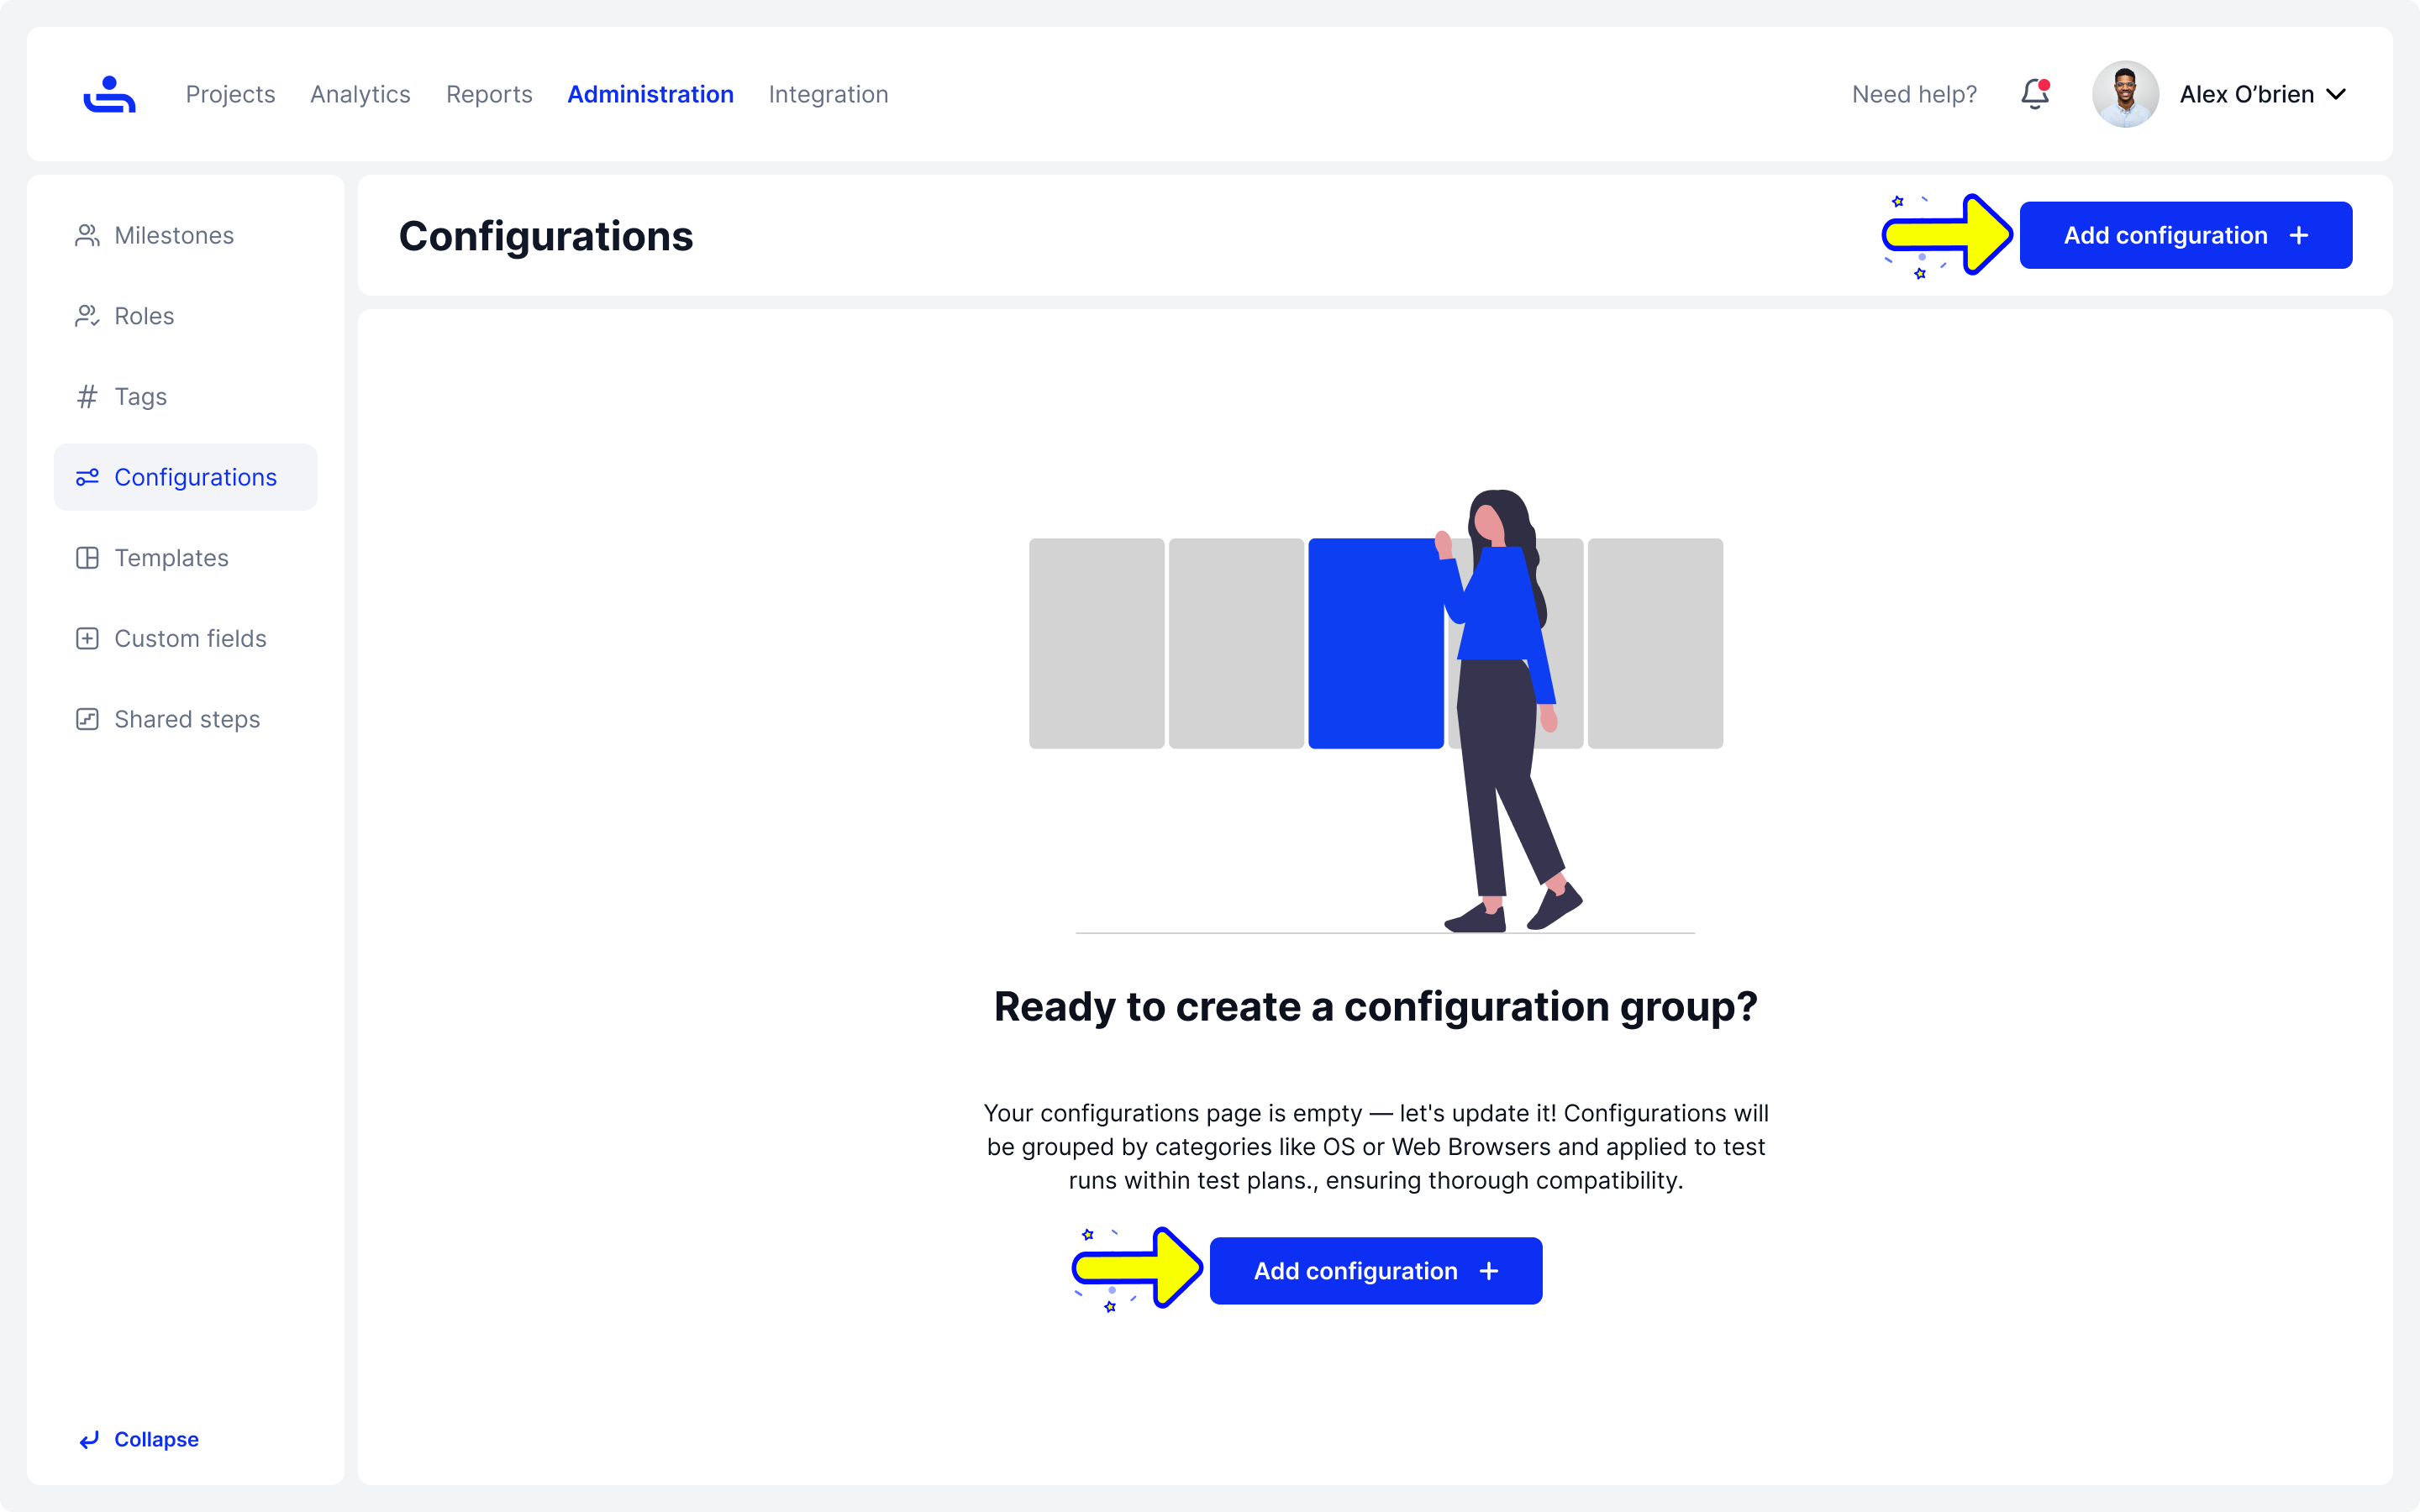 Projects Analytics Reports Administration Integration Need help? Alex O’brien
Milestones
Roles
Tags
Configurations
Templates
Custom fields
Shared steps
Collapse
Configurations
Add configuration +
Ready to create a configuration group?
Your configurations page is empty — let's update it! Configurations will
be grouped by categories like OS or Web Browsers and applied to test
runs within test plans., ensuring thorough compatibility.
Add configuration +